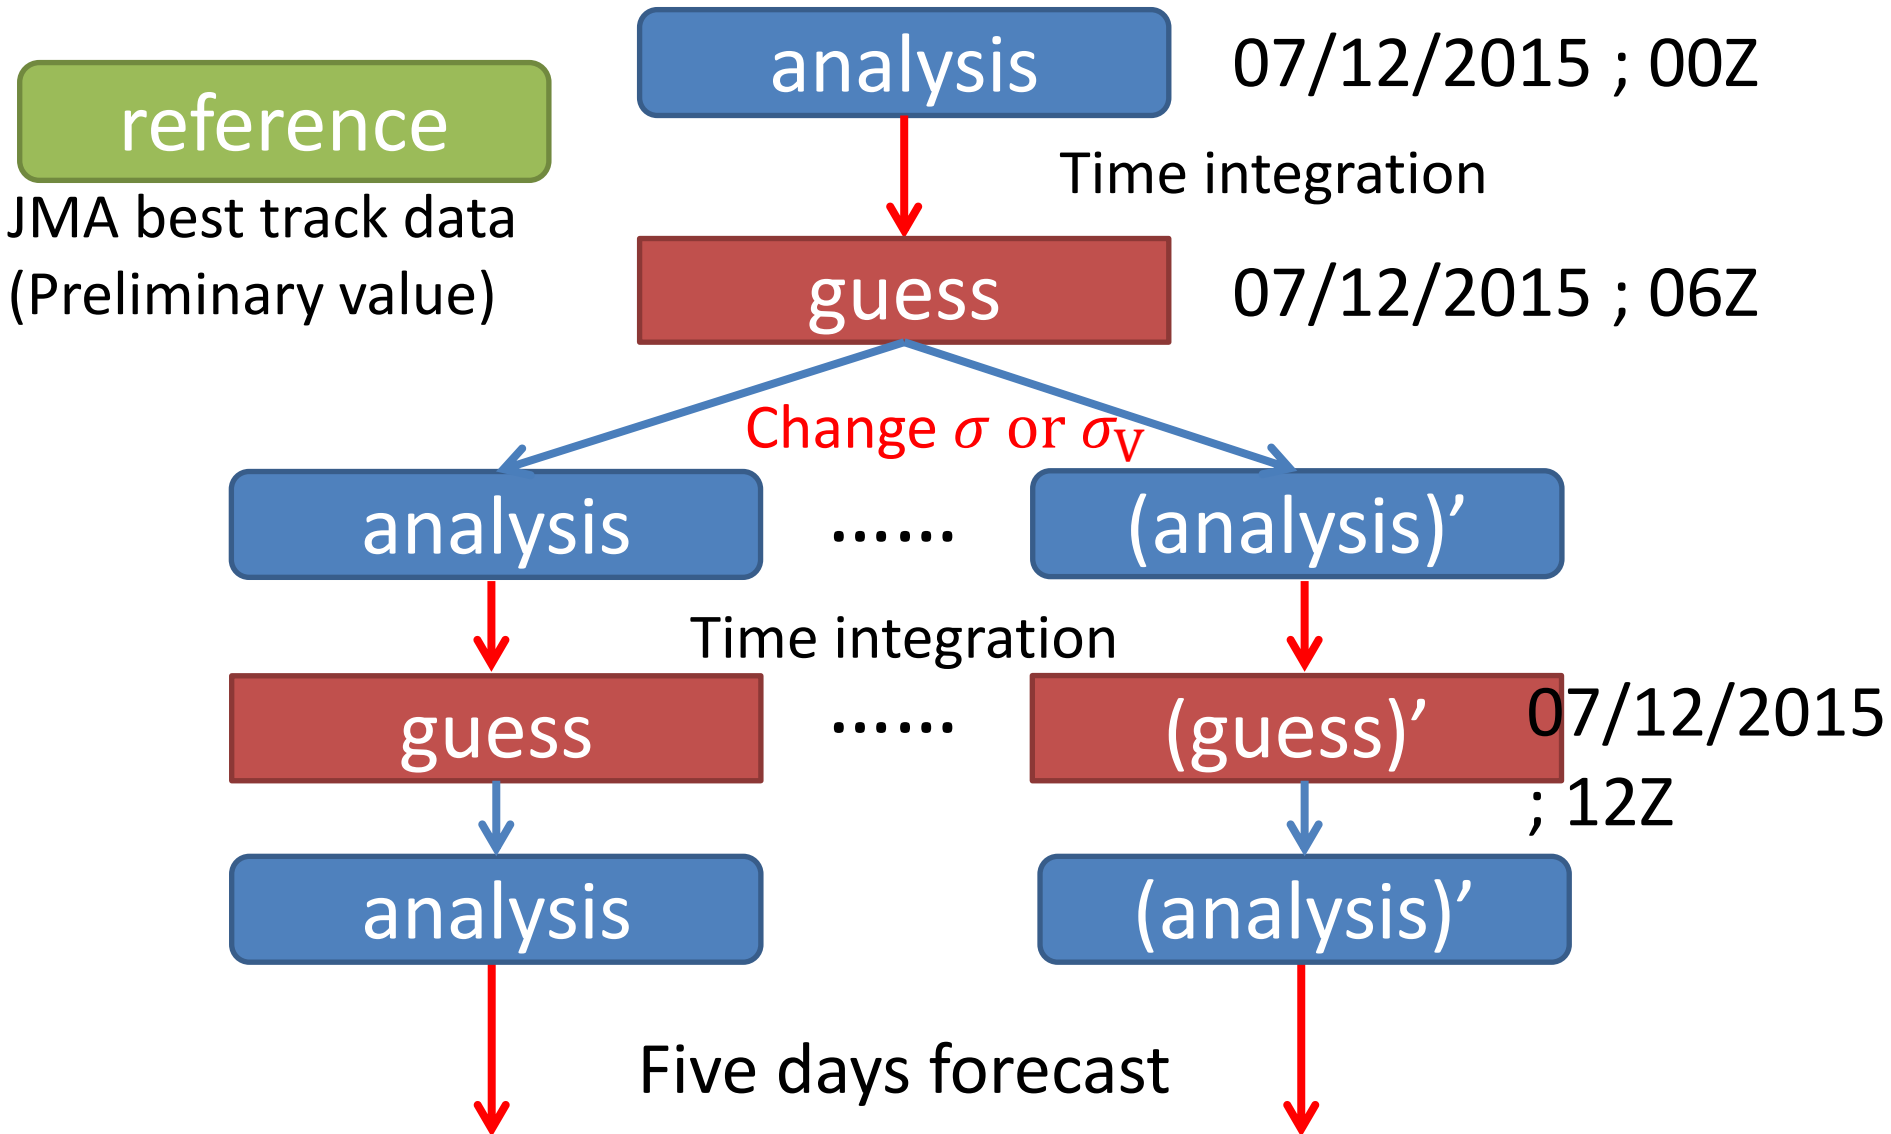 analysis
07/12/2015 ; 00Z
reference
Time integration
JMA best track data
(Preliminary value)
guess
07/12/2015 ; 06Z
Change σ or σ_V
analysis
......
(analysis)’
Time integration
guess
......
(guess)’
07/12/2015
; 12Z
analysis
(analysis)’
Five days forecast